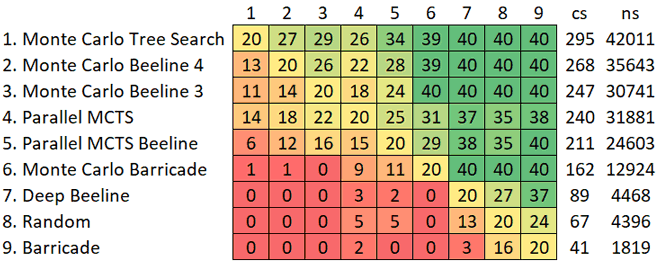 1 2 3 4 5 6 7 8 9 cs ns
1. Monte Carlo Tree Search 20 27 29 26 34 39 40 40 40 295 42011
2. Monte Carlo Beeline 4 13 20 26 22 28 39 40 40 40 268 35643
3. Monte Carlo Beeline 3 11 14 20 18 24 40 40 40 40 247 30741
4. Parallel MCTS 14 18 22 20 25 31 37 35 38 240 31881
5. Parallel MCTS Beeline 6 12 16 15 20 29 38 35 40 211 24603
6. Monte Carlo Barricade 1 1 0 9 11 20 40 40 40 162 12924
7. Deep Beeline 0 0 0 3 2 0 20 27 37 89 4468
8. Random 0 0 0 5 5 0 13 20 24 67 4396
9. Barricade 0 0 0 2 0 0 3 16 20 41 1819